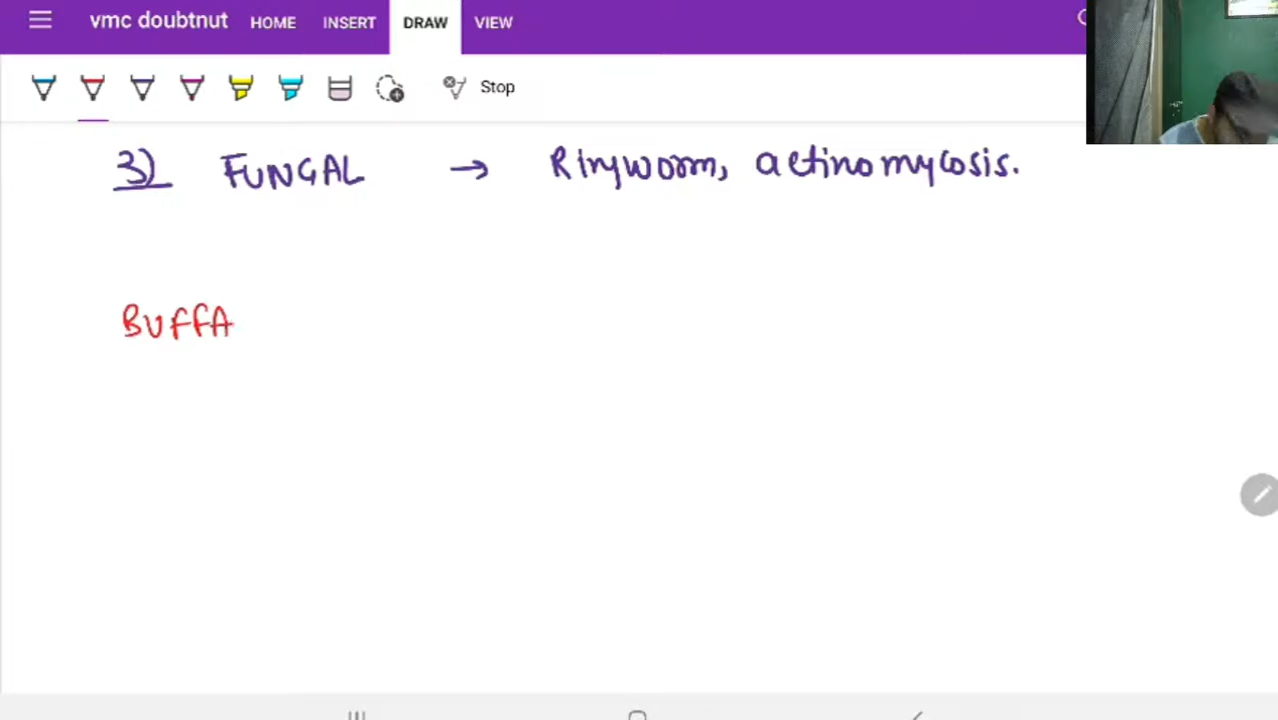 vmc doubtnut HOME INSERT DRAW VIEW
Stop
3) FUNGAL → Ringworm, actinomycosis.
BUFFA